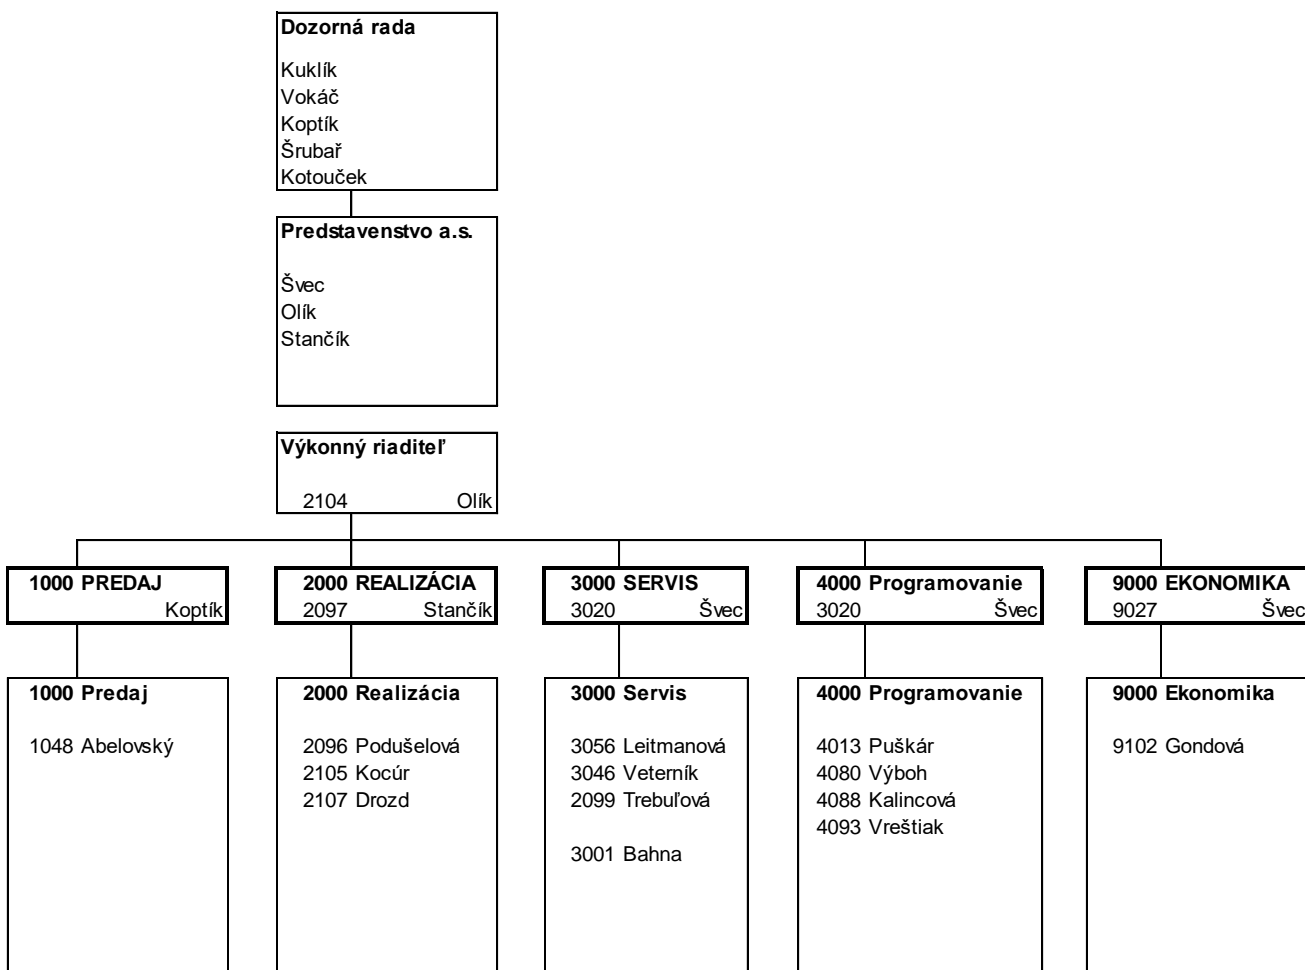 Dozorná rada
Kuklík
Vokáč
Koptík
Šrubař
Kotouček
Predstavenstvo a.s.
Švec
Olík
Stančík
Výkonný riaditeľ
2104 Olík
1000 PREDAJ
Koptík
2000 REALIZÁCIA
2097 Stančík
3000 SERVIS
3020 Švec
4000 Programovanie
3020 Švec
9000 EKONOMIKA
9027 Švec
1000 Predaj
1048 Abelovský
2000 Realizácia
2096 Podušelová
2105 Kocúr
2107 Drozd
3000 Servis
3056 Leitmanová
3046 Veterník
2099 Trebuľová
3001 Bahna
4000 Programovanie
4013 Puškár
4080 Výboh
4088 Kalincová
4093 Vreštiak
9000 Ekonomika
9102 Gondová